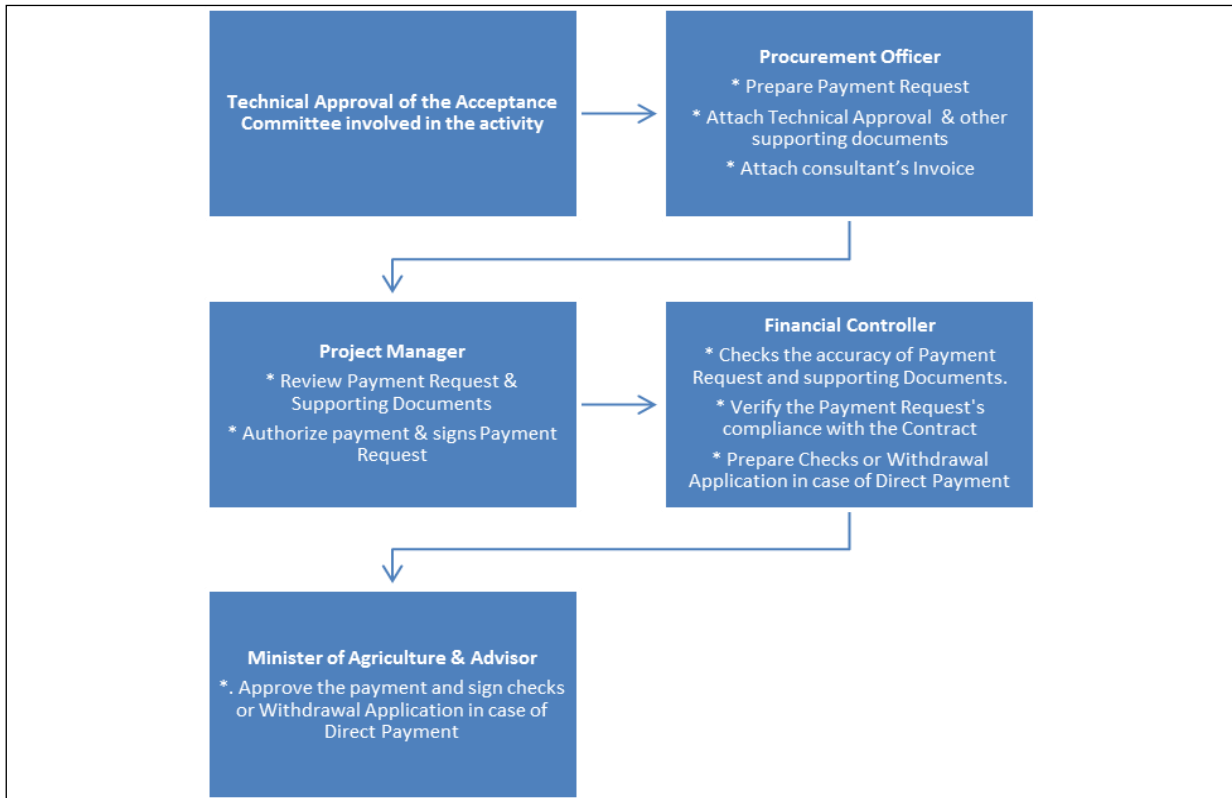 Technical Approval of the Acceptance
Committee involved in the activity
Procurement Officer
* Prepare Payment Request
* Attach Technical Approval & other
supporting documents
* Attach consultant's Invoice
Project Manager
* Review Payment Request &
Supporting Documents
* Authorize payment & signs Payment
Request
Financial Controller
* Checks the accuracy of Payment
Request and supporting Documents.
* Verify the Payment Request's
compliance with the Contract
* Prepare Checks or Withdrawal
Application in case of Direct Payment
Minister of Agriculture & Advisor
*. Approve the payment and sign checks
or Withdrawal Application in case of
Direct Payment